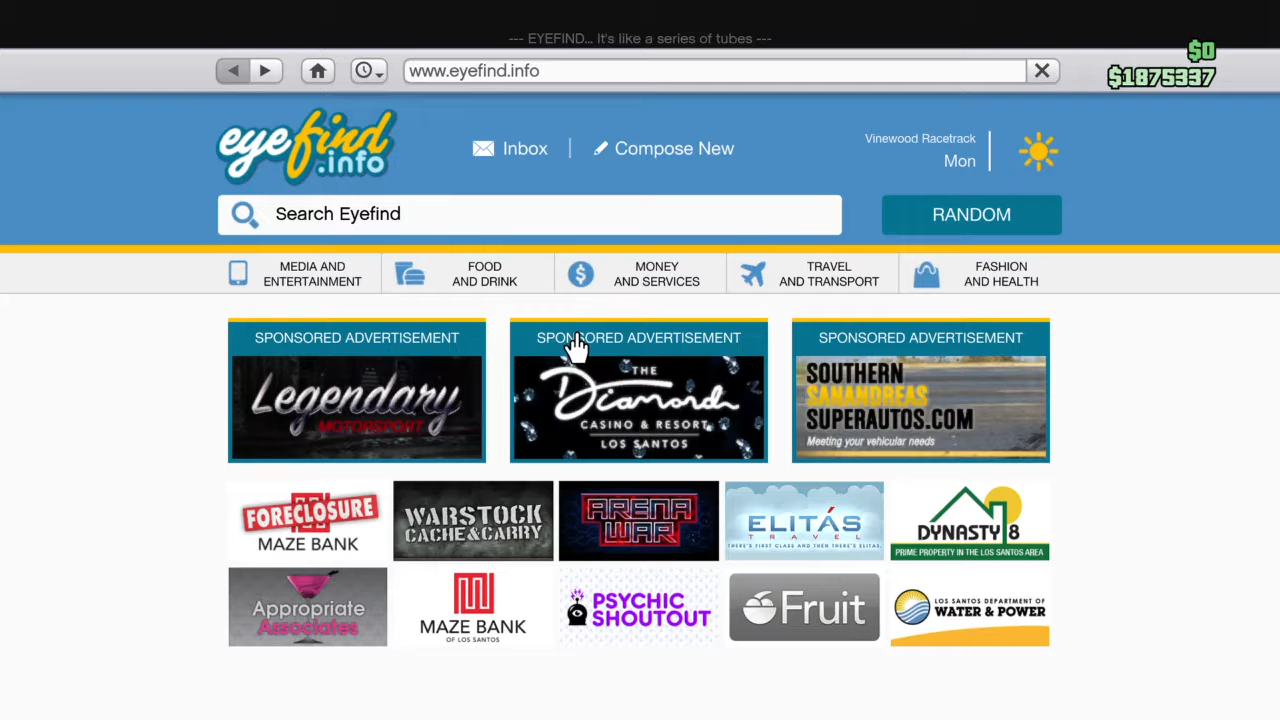 --- EYEFIND... It's like a series of tubes ---
www.eyefind.info
$0
$1875337
eyefind
.info
Inbox
Compose New
Vinewood Racetrack
Mon
Search Eyefind
RANDOM
MEDIA AND
ENTERTAINMENT
FOOD
AND DRINK
MONEY
AND SERVICES
TRAVEL
AND TRANSPORT
FASHION
AND HEALTH
SPONSORED ADVERTISEMENT
Legendary
MOTORSPORT
SPONSORED ADVERTISEMENT
THE
Diamond
CASINO & RESORT
LOS SANTOS
SPONSORED ADVERTISEMENT
SOUTHERN
SANANDREAS
SUPERAUTOS.COM
Meeting your vehicular needs
FORECLOSURE
MAZE BANK
WARSTOCK
CACHE & CARRY
ARENA
WAR
ELITÁS
TRAVEL
THERE'S FIRST CLASS AND THEN THERE'S ELITAS.
DYNASTY 8
PRIME PROPERTY IN THE LOS SANTOS AREA
Appropriate
Associates
MAZE BANK
OF LOS SANTOS
PSYCHIC
SHOUTOUT
Fruit
LOS SANTOS DEPARTMENT OF
WATER & POWER